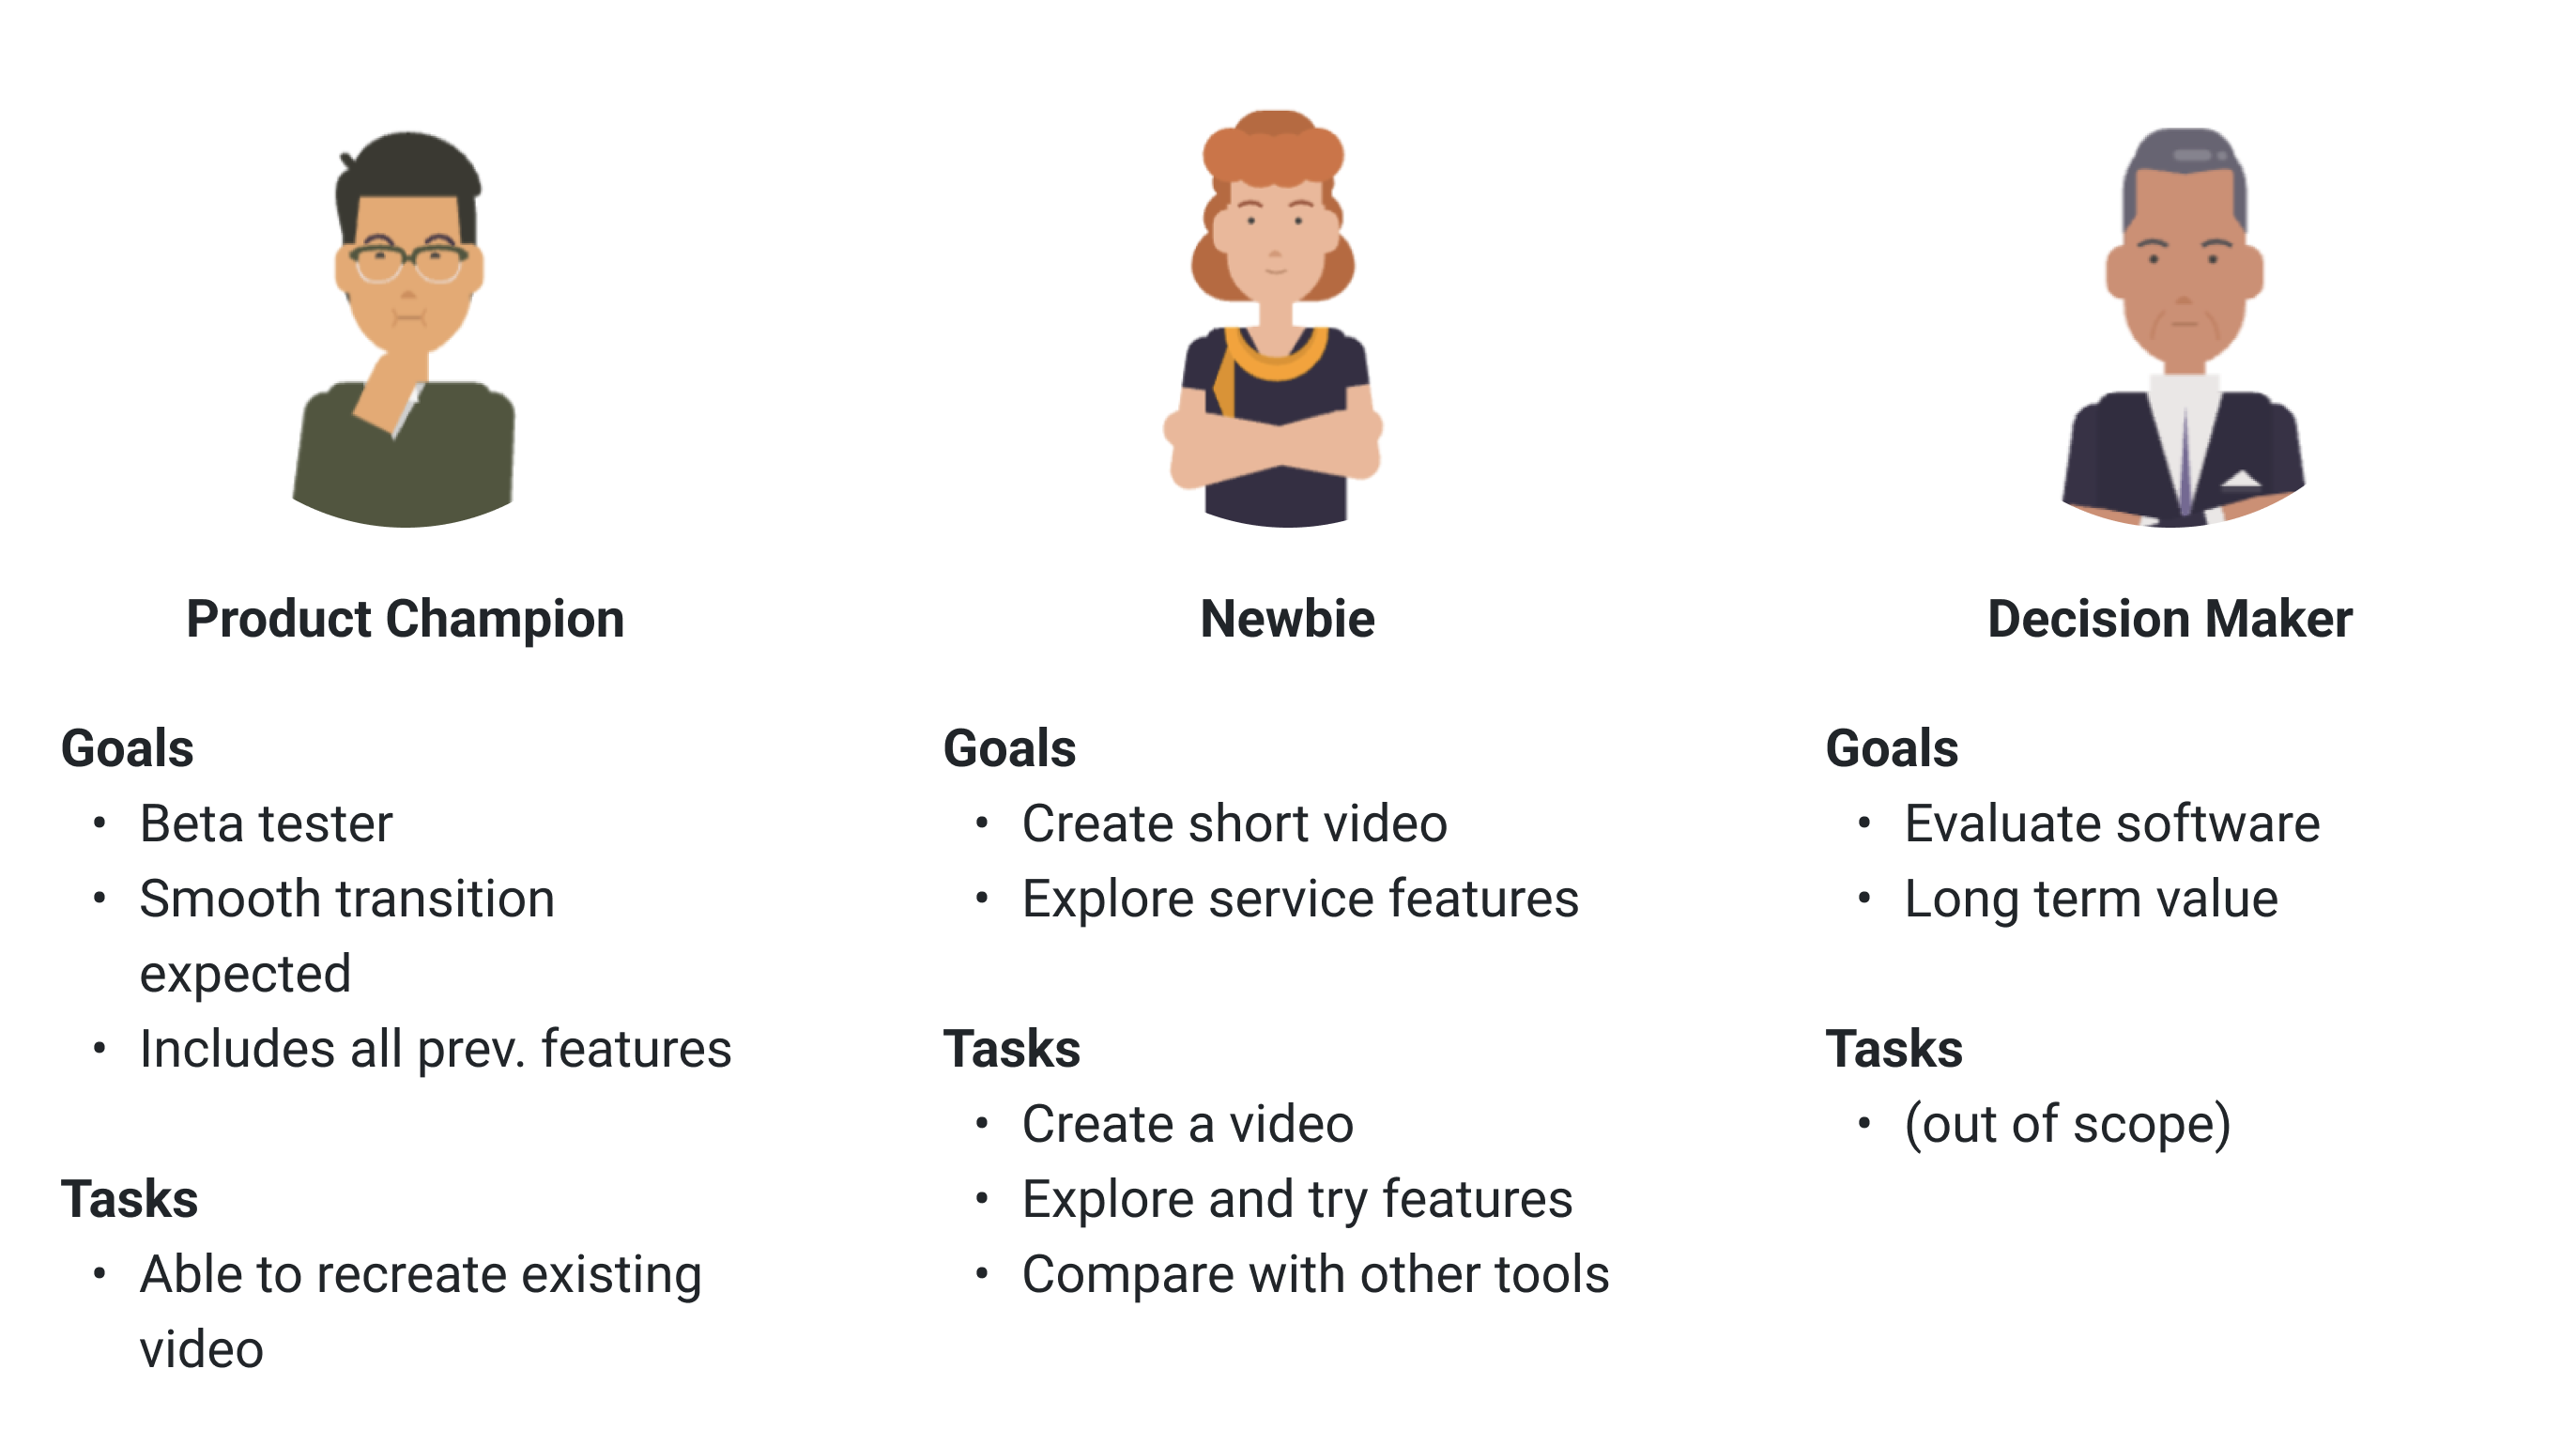 Product Champion
Goals
• Beta tester
• Smooth transition
expected
• Includes all prev. features
Tasks
• Able to recreate existing
video
Newbie
Goals
• Create short video
• Explore service features
Tasks
• Create a video
• Explore and try features
• Compare with other tools
Decision Maker
Goals
• Evaluate software
• Long term value
Tasks
• (out of scope)